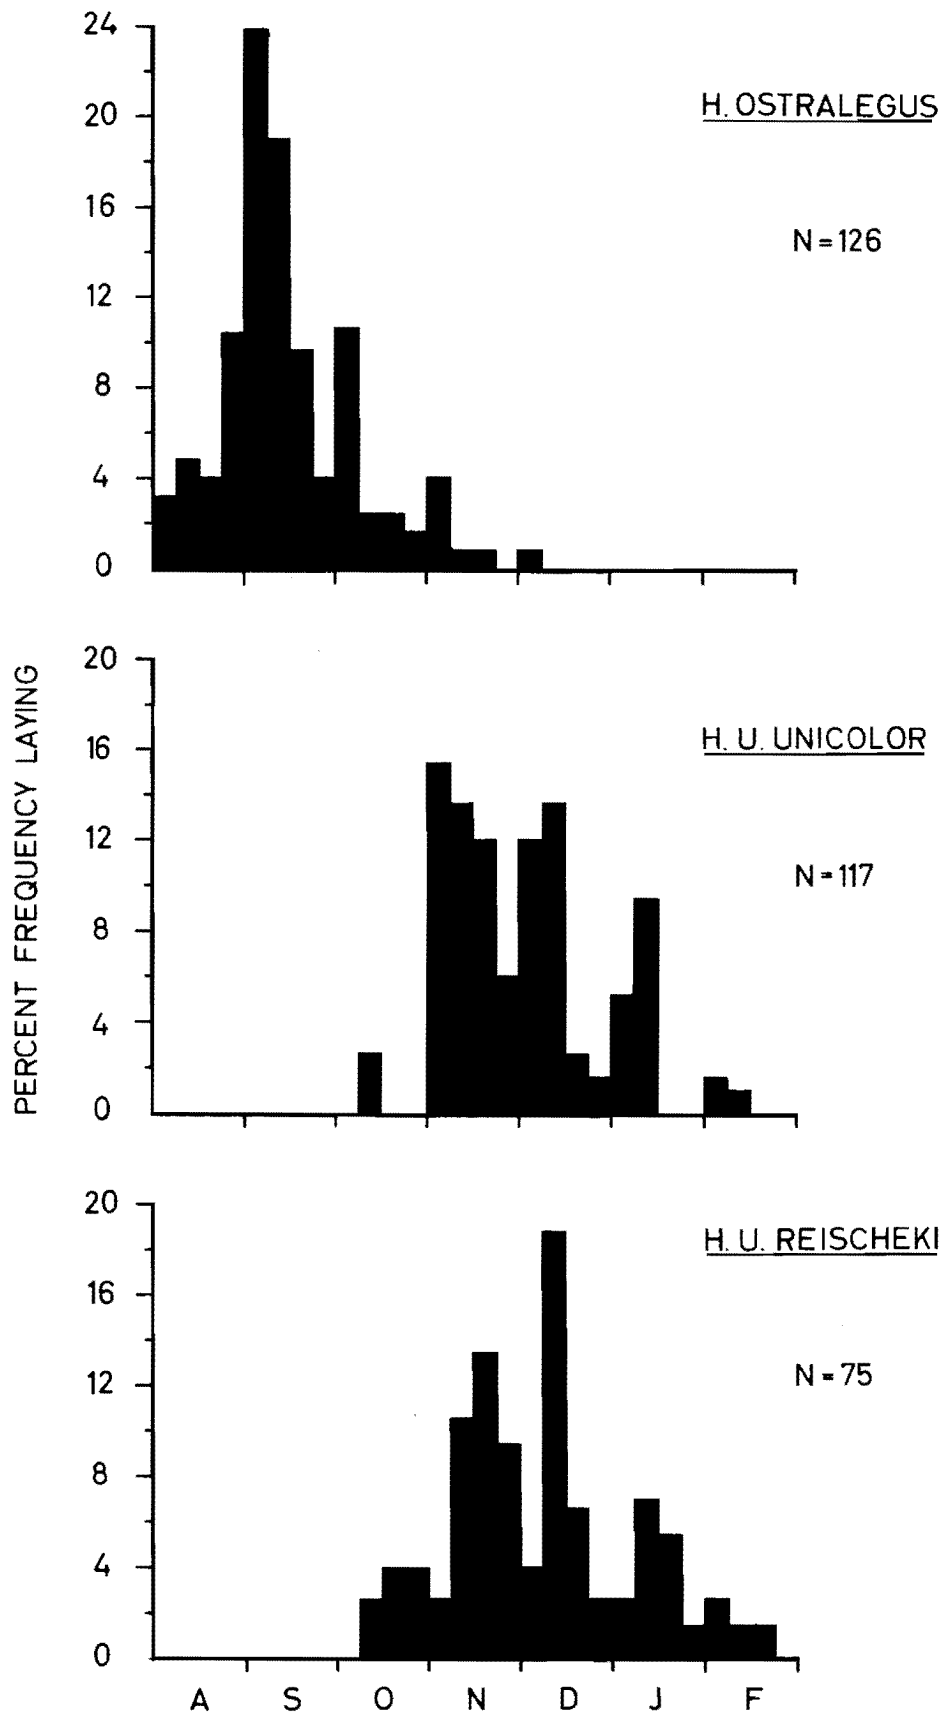 24
20
16
12
8
4
0
H. OSTRALEGUS
N = 126
PERCENT FREQUENCY LAYING
20
16
12
8
4
0
H. U. UNICOLOR
N = 117
20
16
12
8
4
0
H. U. REISCHEKI
N = 75
A S O N D J F